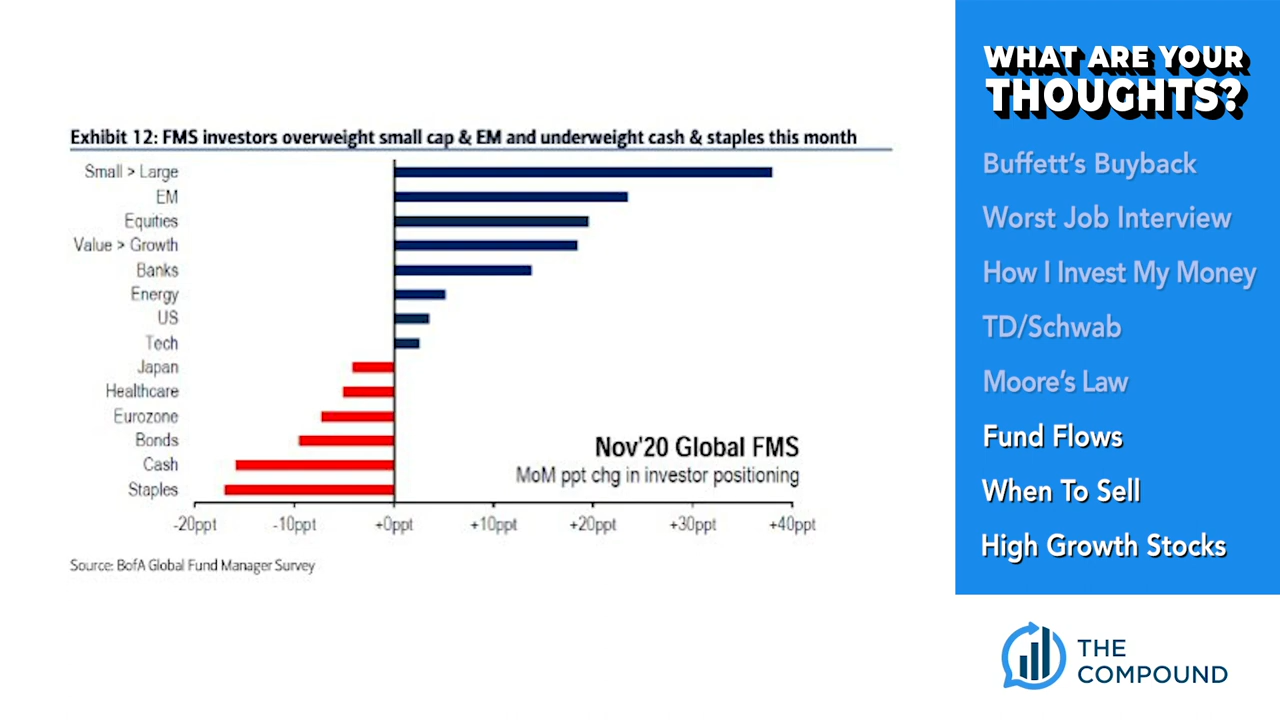 Exhibit 12: FMS investors overweight small cap & EM and underweight cash & staples this month
Small > Large
EM
Equities
Value > Growth
Banks
Energy
US
Tech
Japan
Healthcare
Eurozone
Bonds
Cash
Staples
Nov'20 Global FMS
MoM ppt chg in investor positioning
-20ppt -10ppt +0ppt +10ppt +20ppt +30ppt +40ppt
Source: BofA Global Fund Manager Survey
WHAT ARE YOUR
THOUGHTS?
Buffett's Buyback
Worst Job Interview
How I Invest My Money
TD/Schwab
Moore's Law
Fund Flows
When To Sell
High Growth Stocks
THE
COMPOUND